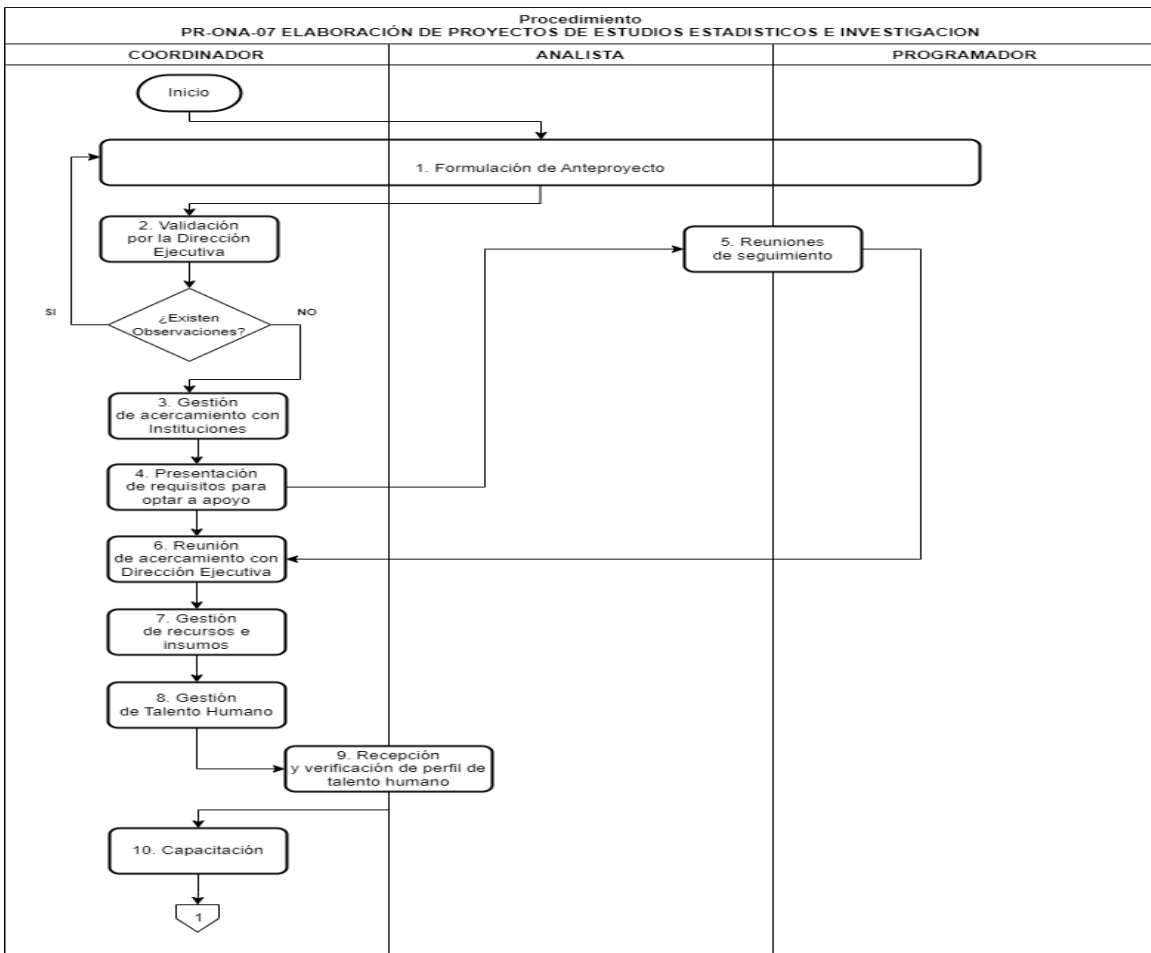 Procedimiento
PR-ONA-07 ELABORACIÓN DE PROYECTOS DE ESTUDIOS ESTADISTICOS E INVESTIGACION
COORDINADOR
ANALISTA
PROGRAMADOR
Inicio
1. Formulación de Anteproyecto
2. Validación
por la Dirección
Ejecutiva
5. Reuniones
de seguimiento
SI
¿Existen
Observaciones?
NO
3. Gestión
de acercamiento con
Instituciones
4. Presentación
de requisitos para
optar a apoyo
6. Reunión
de acercamiento con
Dirección Ejecutiva
7. Gestión
de recursos e
insumos
8. Gestión
de Talento Humano
9. Recepción
y verificación de perfil de
talento humano
10. Capacitación
1